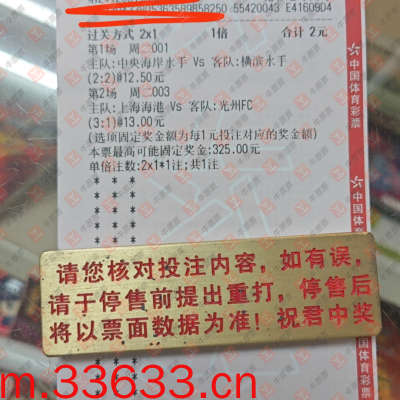 55420043 E41609D4
过关方式 2x1 1倍 合计 2元
第1场 周二001
主队:中央海岸水手 Vs 客队:横滨水手
(2:2)@12.50元
第2场 周二003
主队:上海海港 Vs 客队:光州FC
(3:1)@13.00元
(选项固定奖金额为每1元投注对应的奖金额)
本票最高可能固定奖金:325.00元
单倍注数:2x1*1注;共1注
中国体育彩票
中国体育彩票
请您核对投注内容，如有误，
请于停售前提出重打，停售后
将以票面数据为准！祝君中奖
m.33633.cn